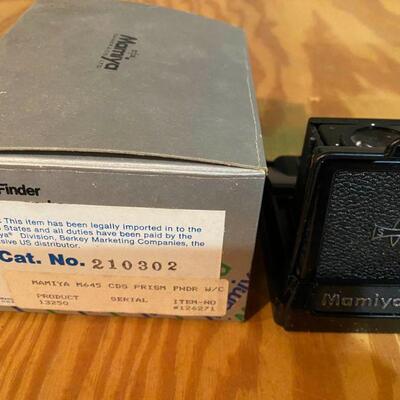 Mamiya
Finder
This item has been legally imported in to the
States and all duties have been paid by the
ya® Division, Berkey Marketing Companies, the
sive US distributor.
Cat. No. 210302
MAMIYA M645 CDS PRISM FNDR W/C
PRODUCT SERIAL ITEM-NO
13250 #126271
Mamiya